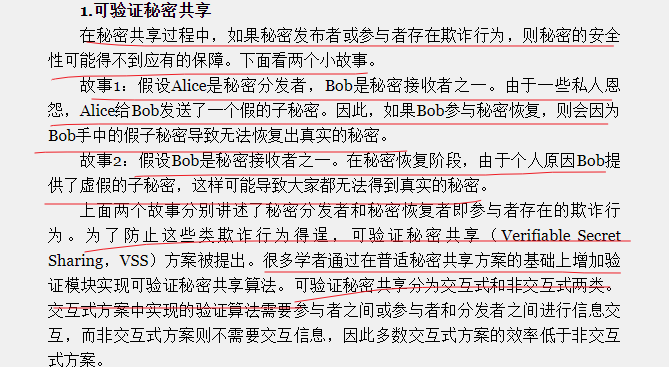 1.可验证秘密共享
在秘密共享过程中，如果秘密发布者或参与者存在欺诈行为，则秘密的安全
性可能得不到应有的保障。下面看两个小故事。
故事1：假设Alice是秘密分发者，Bob是秘密接收者之一。由于一些私人恩
怨，Alice给Bob发送了一个假的子秘密。因此，如果Bob参与秘密恢复，则会因为
Bob手中的假子秘密导致无法恢复出真实的秘密。
故事2：假设Bob是秘密接收者之一。在秘密恢复阶段，由于个人原因Bob提
供了虚假的子秘密，这样可能导致大家都无法得到真实的秘密。
上面两个故事分别讲述了秘密分发者和秘密恢复者即参与者存在的欺诈行
为。为了防止这些类欺诈行为得逞，可验证秘密共享（Verifiable Secret
Sharing，VSS）方案被提出。很多学者通过在普适秘密共享方案的基础上增加验
证模块实现可验证秘密共享算法。可验证秘密共享分为交互式和非交互式两类。
交互式方案中实现的验证算法需要参与者之间或参与者和分发者之间进行信息交
互，而非交互式方案则不需要交互信息，因此多数交互式方案的效率低于非交互
式方案。